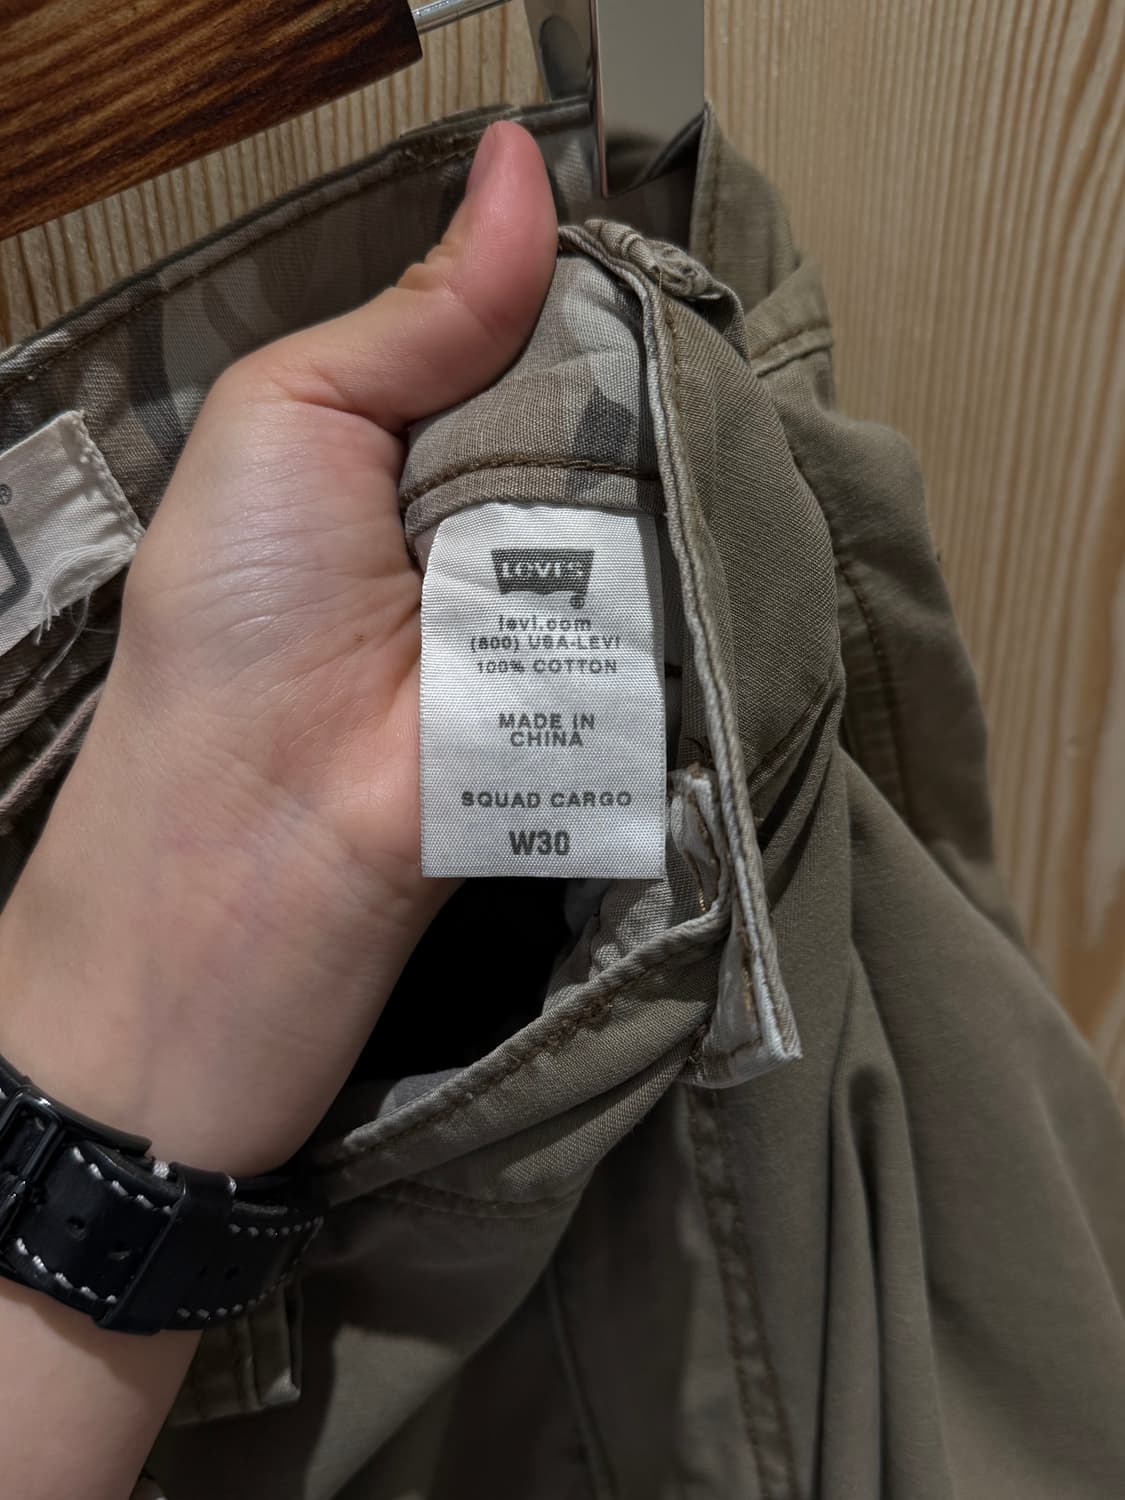 LEVI'S
®
levi.com
(800) USA-LEVI
100% COTTON
MADE IN
CHINA
SQUAD CARGO
W30
®